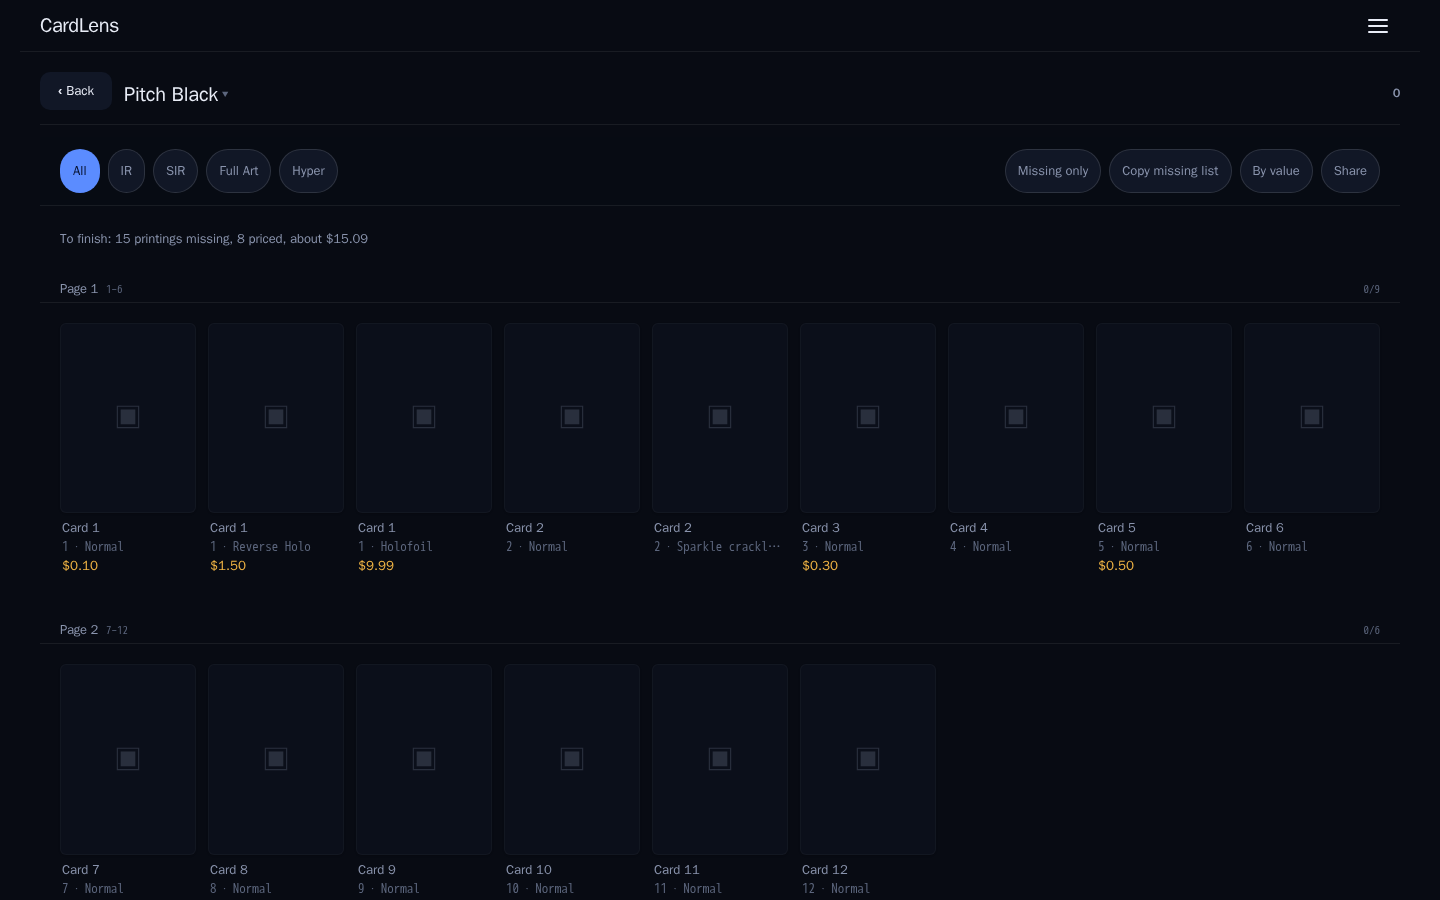 CardLens
‹ Back
Pitch Black ▾
0
All IR SIR Full Art Hyper
Missing only Copy missing list By value Share
To finish: 15 printings missing, 8 priced, about $15.09
Page 1 1–6 0/9
Card 1 Card 1 Card 1 Card 2 Card 2 Card 3 Card 4 Card 5 Card 6
1 · Normal 1 · Reverse Holo 1 · Holofoil 2 · Normal 2 · Sparkle crackl… 3 · Normal 4 · Normal 5 · Normal 6 · Normal
$0.10 $1.50 $9.99 $0.30 $0.50
Page 2 7–12 0/6
Card 7 Card 8 Card 9 Card 10 Card 11 Card 12
7 · Normal 8 · Normal 9 · Normal 10 · Normal 11 · Normal 12 · Normal